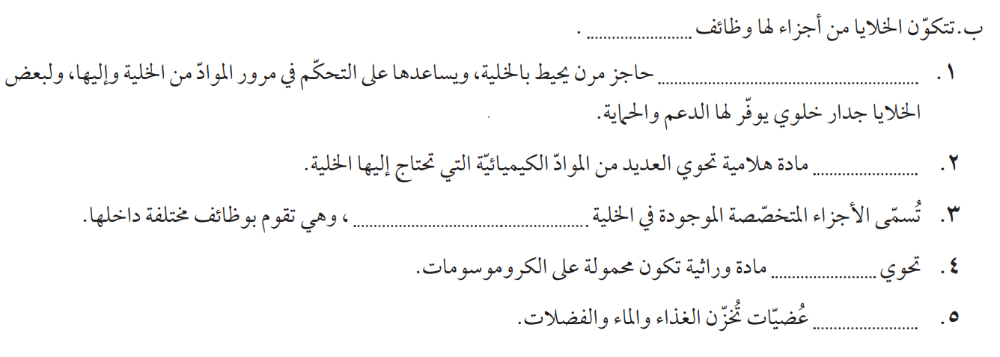 ب. تتكوّن الخلايا من أجزاء لها وظائف ........................ .
١. ............................................................ حاجز مرن يحيط بالخلية، ويساعدها على التحكّم في مرور الموادّ من الخلية وإليها، ولبعض
الخلايا جدار خلوي يوفّر لها الدعم والحماية.
٢. ........................ مادة هلامية تحوي العديد من الموادّ الكيميائيّة التي تحتاج إليها الخلية.
٣. تُسمّى الأجزاء المتخصّصة الموجودة في الخلية ......................................................، وهي تقوم بوظائف مختلفة داخلها.
٤. تحوي ........................ مادة وراثية تكون محمولة على الكروموسومات.
٥. ........................ عُضيّات تُخزّن الغذاء والماء والفضلات.